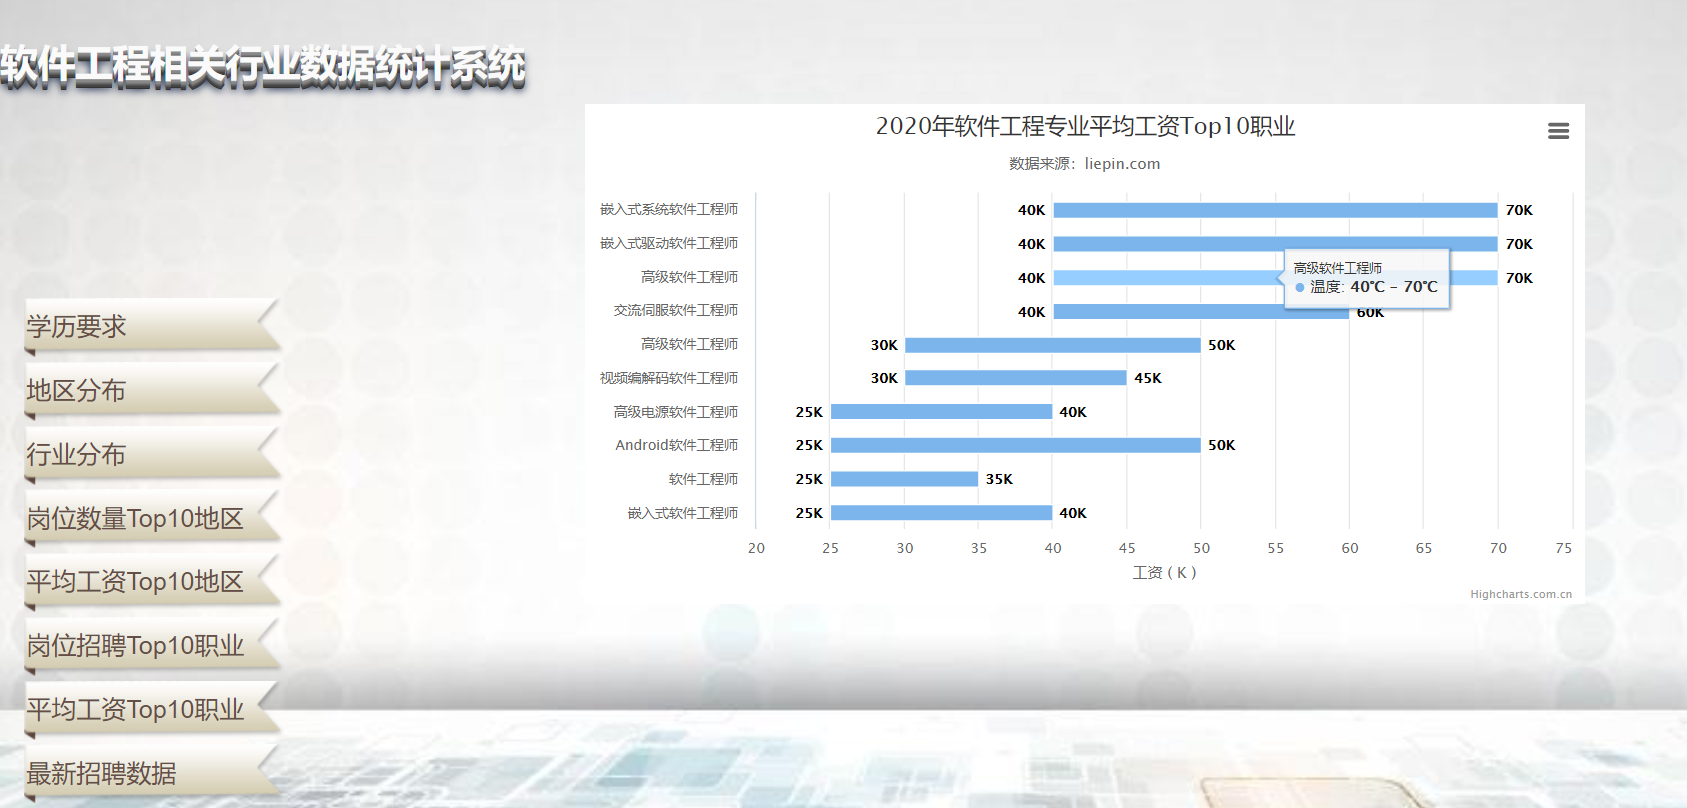 软件工程相关行业数据统计系统
学历要求
地区分布
行业分布
岗位数量Top10地区
平均工资Top10地区
岗位招聘Top10职业
平均工资Top10职业
最新招聘数据
2020年软件工程专业平均工资Top10职业
数据来源：liepin.com
嵌入式系统软件工程师 40K 70K
嵌入式驱动软件工程师 40K 70K
高级软件工程师 40K 70K
高级软件工程师
温度: 40℃ - 70℃
交流伺服软件工程师 40K 60K
高级软件工程师 30K 50K
视频编解码软件工程师 30K 45K
高级电源软件工程师 25K 40K
Android软件工程师 25K 50K
软件工程师 25K 35K
嵌入式软件工程师 25K 40K
20 25 30 35 40 45 50 55 60 65 70 75
工资 ( K )
Highcharts.com.cn